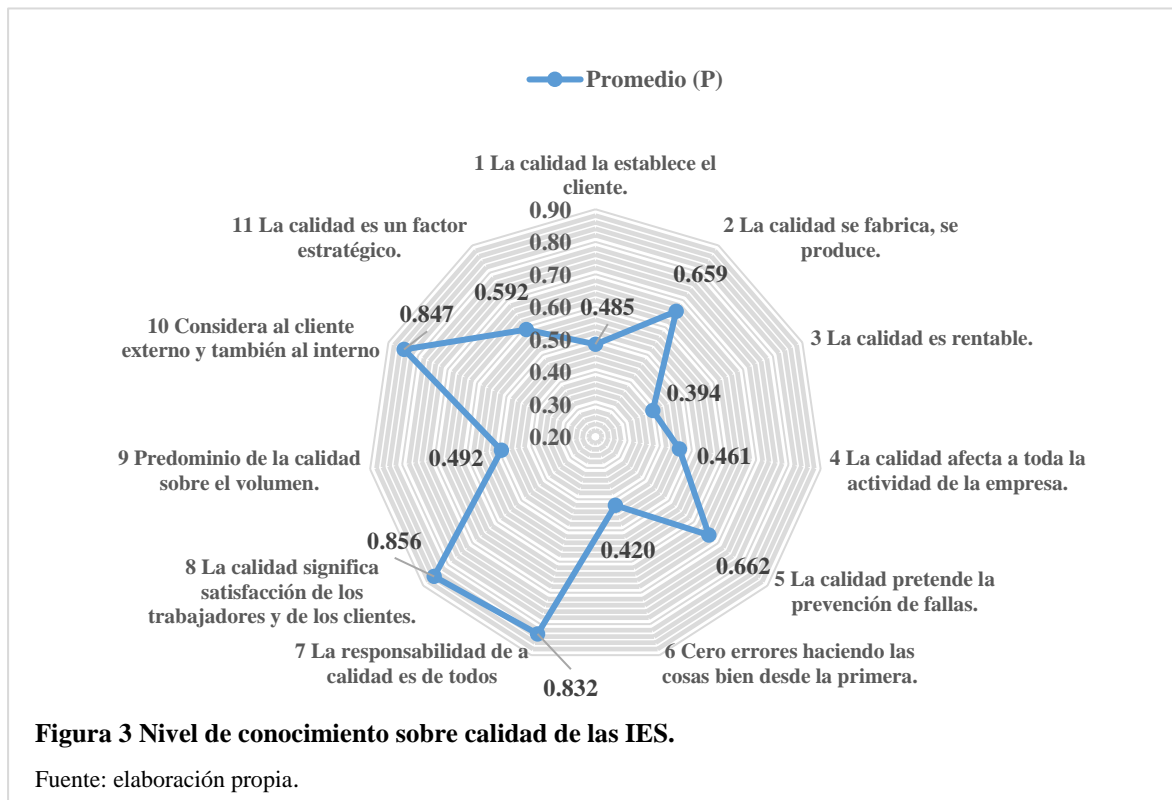 Promedio (P)
1 La calidad la establece el
cliente.
2 La calidad se fabrica, se
produce.
3 La calidad es rentable.
4 La calidad afecta a toda la
actividad de la empresa.
5 La calidad pretende la
prevención de fallas.
6 Cero errores haciendo las
cosas bien desde la primera.
7 La responsabilidad de a
calidad es de todos
8 La calidad significa
satisfacción de los
trabajadores y de los clientes.
9 Predominio de la calidad
sobre el volumen.
10 Considera al cliente
externo y también al interno
11 La calidad es un factor
estratégico.
0.90
0.80
0.70
0.60
0.50
0.40
0.30
0.20
0.485
0.659
0.394
0.461
0.662
0.420
0.832
0.856
0.492
0.847
0.592
Figura 3 Nivel de conocimiento sobre calidad de las IES.
Fuente: elaboración propia.